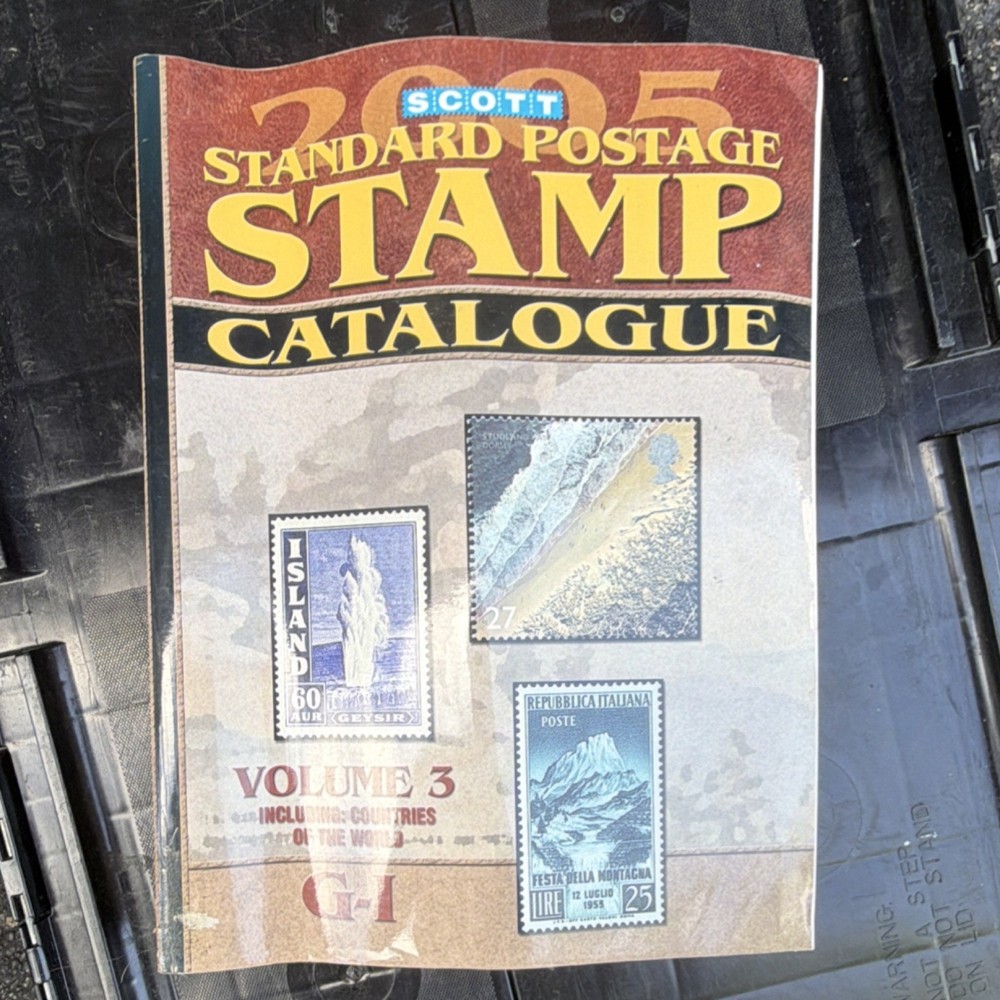 2005
SCOTT
STANDARD POSTAGE
STAMP
CATALOGUE
STUDLAND
27
ISLAND
60
AUR
GEYSIR
REPUBBLICA ITALIANA
POSTE
FESTA DELLA MONTAGNA
12 LUGLIO
1953
LIRE 25
VOLUME 3
INCLUDING: COUNTRIES
OF THE WORLD
G-I
WARNING:
NOT A STEP
DO NOT STAND
ON LID